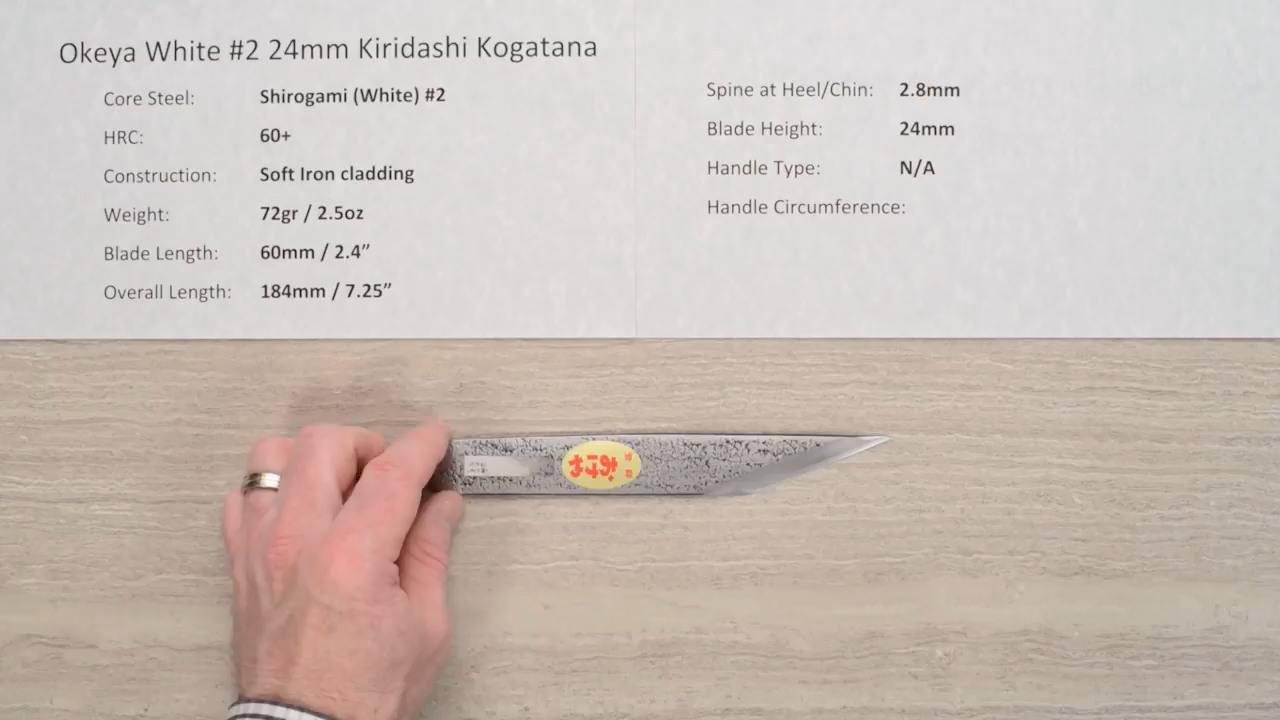 Okeya White #2 24mm Kiridashi Kogatana
Core Steel: Shirogami (White) #2
HRC: 60+
Construction: Soft Iron cladding
Weight: 72gr / 2.5oz
Blade Length: 60mm / 2.4”
Overall Length: 184mm / 7.25”
Spine at Heel/Chin: 2.8mm
Blade Height: 24mm
Handle Type: N/A
Handle Circumference: